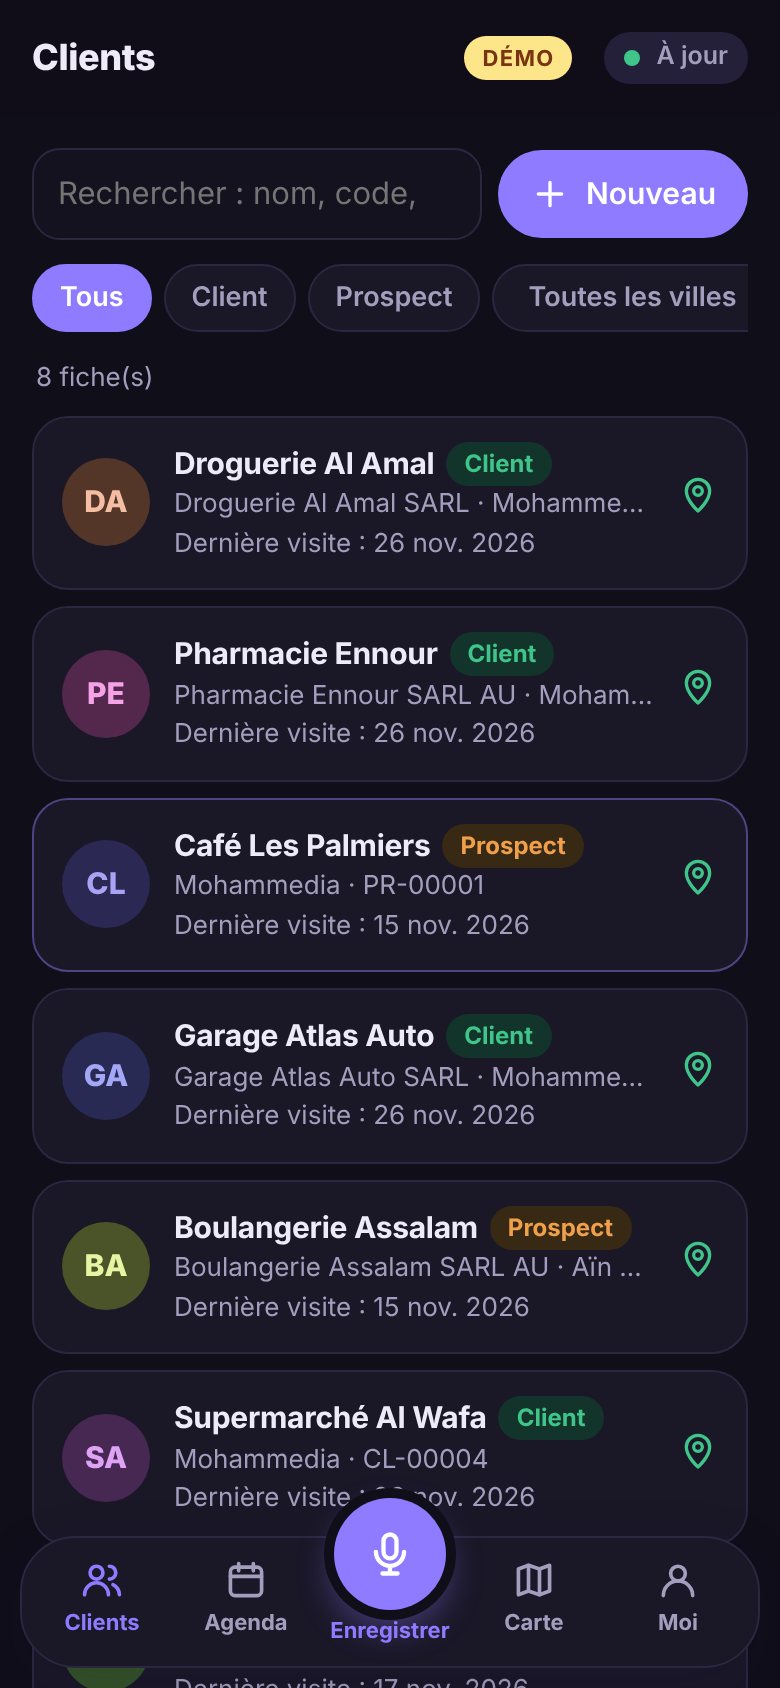 Clients
DÉMO
À jour
Rechercher : nom, code,
Nouveau
Tous
Client
Prospect
Toutes les villes
8 fiche(s)
DA
Droguerie Al Amal
Client
Droguerie Al Amal SARL · Mohamme...
Dernière visite : 26 nov. 2026
PE
Pharmacie Ennour
Client
Pharmacie Ennour SARL AU · Moham...
Dernière visite : 26 nov. 2026
CL
Café Les Palmiers
Prospect
Mohammedia · PR-00001
Dernière visite : 15 nov. 2026
GA
Garage Atlas Auto
Client
Garage Atlas Auto SARL · Mohamme...
Dernière visite : 26 nov. 2026
BA
Boulangerie Assalam
Prospect
Boulangerie Assalam SARL AU · Aïn ...
Dernière visite : 15 nov. 2026
SA
Supermarché Al Wafa
Client
Mohammedia · CL-00004
Dernière visite nov. 2026
Clients
Agenda
Enregistrer
Carte
Moi
Dernière visite : 17 nov. 2026